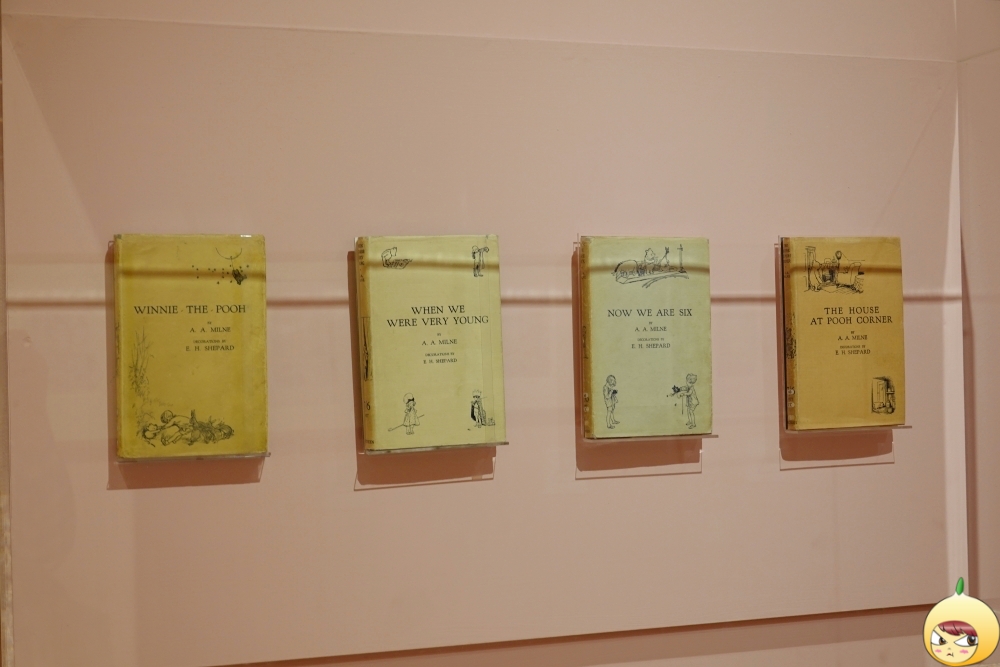 WINNIE · THE · POOH
BY
A. A. MILNE
DECORATIONS BY
E. H. SHEPARD
WHEN WE
WERE VERY YOUNG
BY
A. A. MILNE
DECORATIONS BY
E. H. SHEPARD
NOW WE ARE SIX
BY
A. A. MILNE
DECORATIONS BY
E. H. SHEPARD
THE HOUSE
AT POOH CORNER
BY
A. A. MILNE
DECORATIONS BY
E. H. SHEPARD